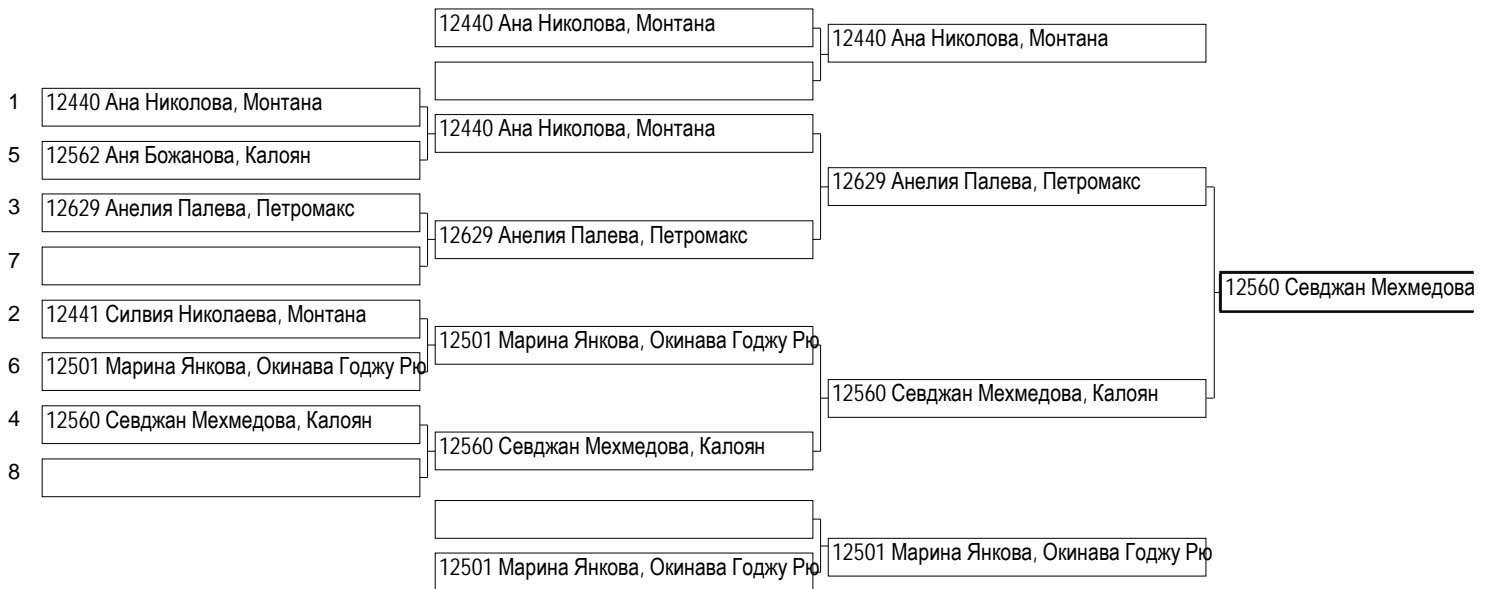 12440 Ана Николова, Монтана
12440 Ана Николова, Монтана
1 12440 Ана Николова, Монтана
12440 Ана Николова, Монтана
5 12562 Аня Божанова, Калоян
12629 Анелия Палева, Петромакс
3 12629 Анелия Палева, Петромакс
12629 Анелия Палева, Петромакс
7
12560 Севджан Мехмедова
2 12441 Силвия Николаева, Монтана
12501 Марина Янкова, Окинава Годжу Рю
6 12501 Марина Янкова, Окинава Годжу Рю
12560 Севджан Мехмедова, Калоян
4 12560 Севджан Мехмедова, Калоян
12560 Севджан Мехмедова, Калоян
8
12501 Марина Янкова, Окинава Годжу Рю
12501 Марина Янкова, Окинава Годжу Рю